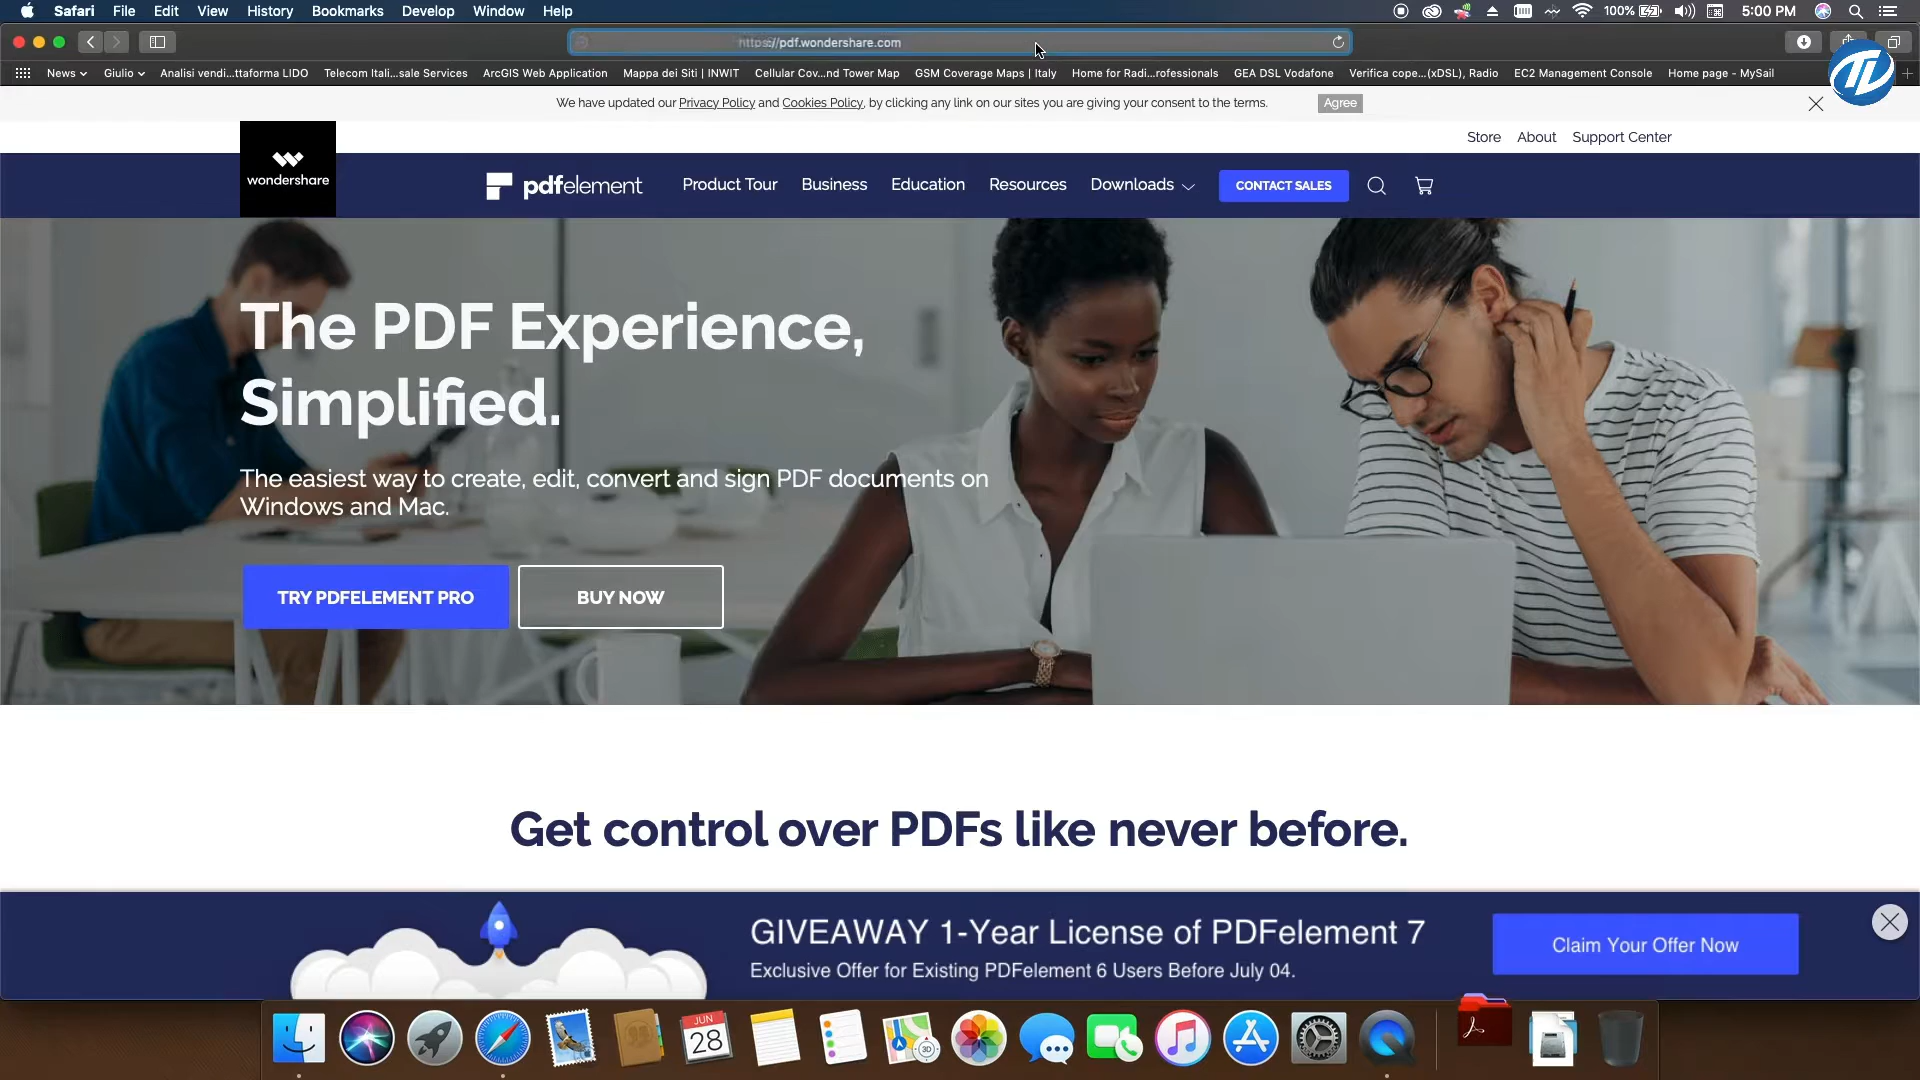 Safari File Edit View History Bookmarks Develop Window Help 100% 5:00 PM
https://pdf.wondershare.com
News Giulio Analisi vendi...ttaforma LIDO Telecom Itali...sale Services ArcGIS Web Application Mappa dei Siti | INWIT Cellular Cov...nd Tower Map GSM Coverage Maps | Italy Home for Radi...rofessionals GEA DSL Vodafone Verifica cope...(xDSL), Radio EC2 Management Console Home page - MySail
We have updated our Privacy Policy and Cookies Policy, by clicking any link on our sites you are giving your consent to the terms. Agree
Store About Support Center
wondershare
pdfelement Product Tour Business Education Resources Downloads CONTACT SALES
The PDF Experience,
Simplified.
The easiest way to create, edit, convert and sign PDF documents on
Windows and Mac.
TRY PDFELEMENT PRO BUY NOW
Get control over PDFs like never before.
GIVEAWAY 1-Year License of PDFelement 7
Exclusive Offer for Existing PDFelement 6 Users Before July 04.
Claim Your Offer Now
JUN
28
3D